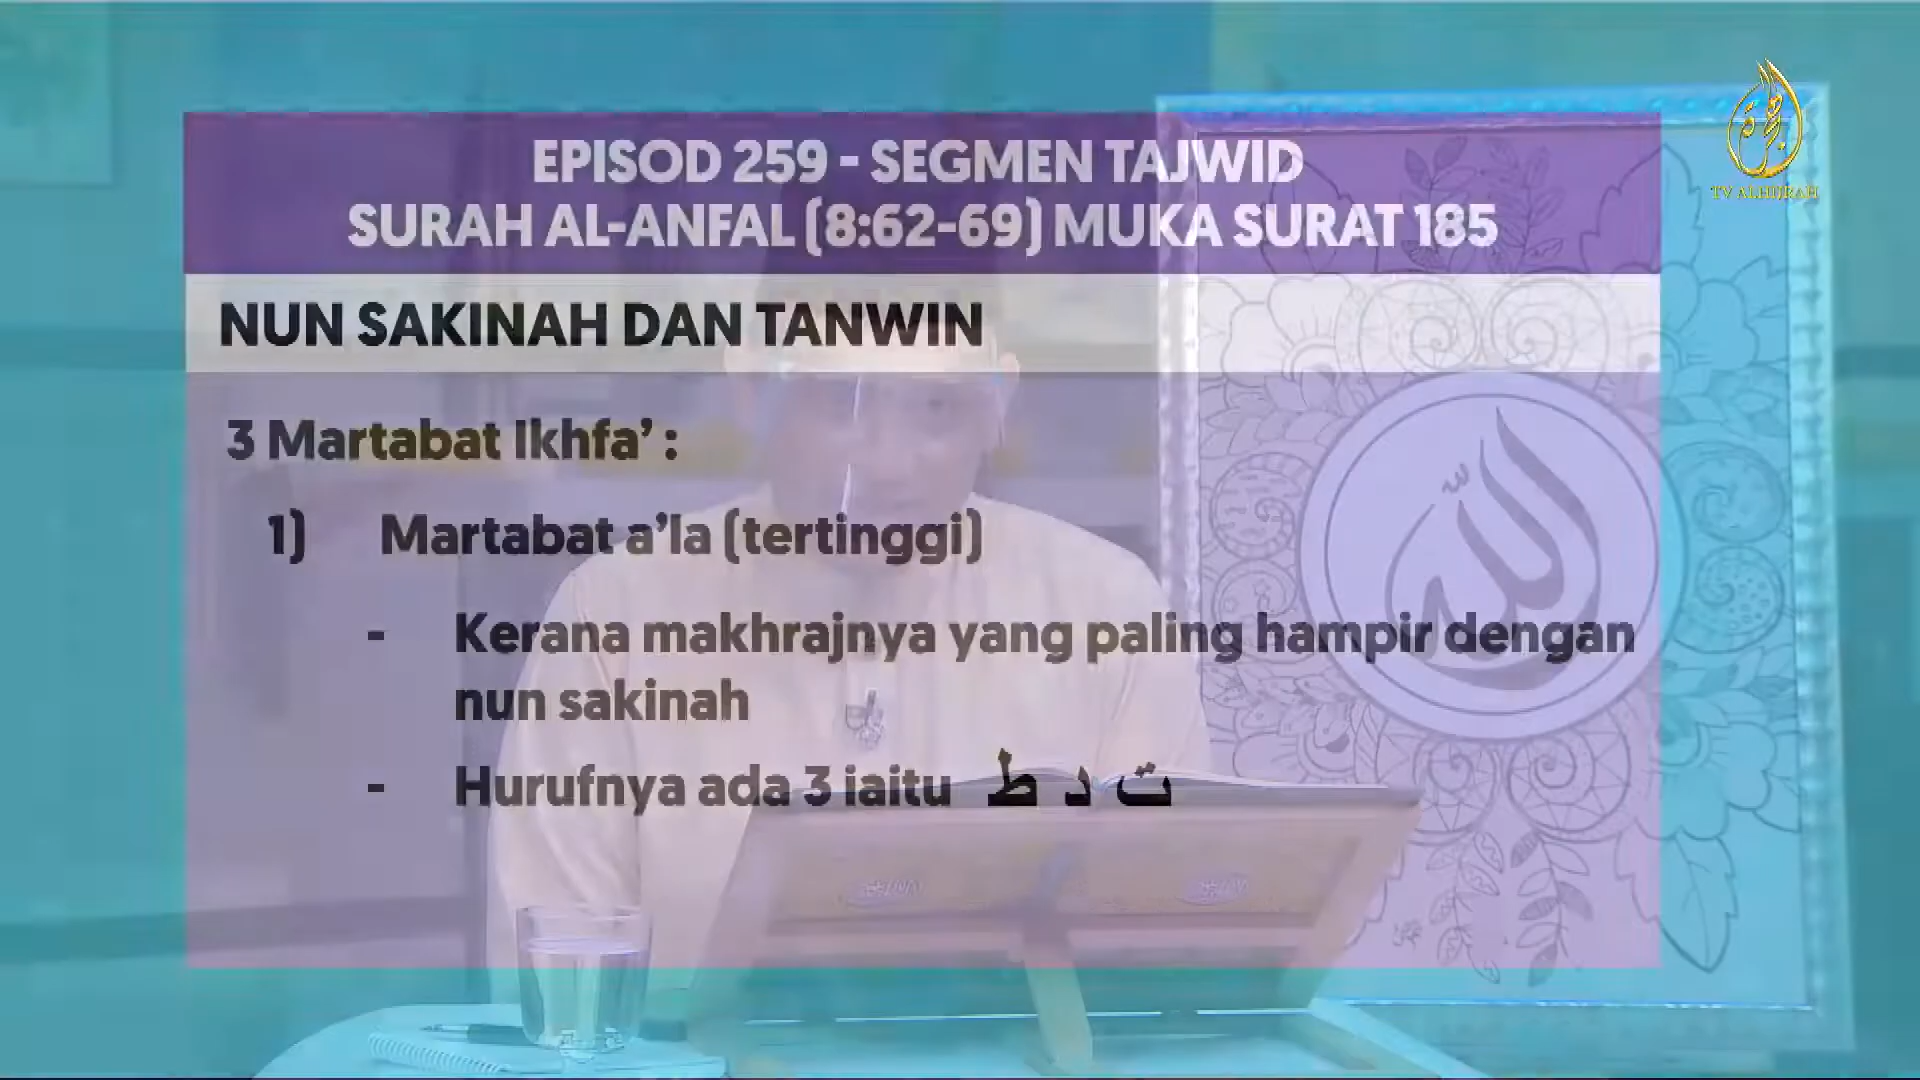 TV ALHIJRAH
EPISOD 259 - SEGMEN TAJWID
SURAH AL-ANFAL (8:62-69) MUKA SURAT 185
NUN SAKINAH DAN TANWIN
3 Martabat Ikhfa’ :
1) Martabat a’la (tertinggi)
- Kerana makhrajnya yang paling hampir dengan
nun sakinah
- Hurufnya ada 3 iaitu ط د ت
الله